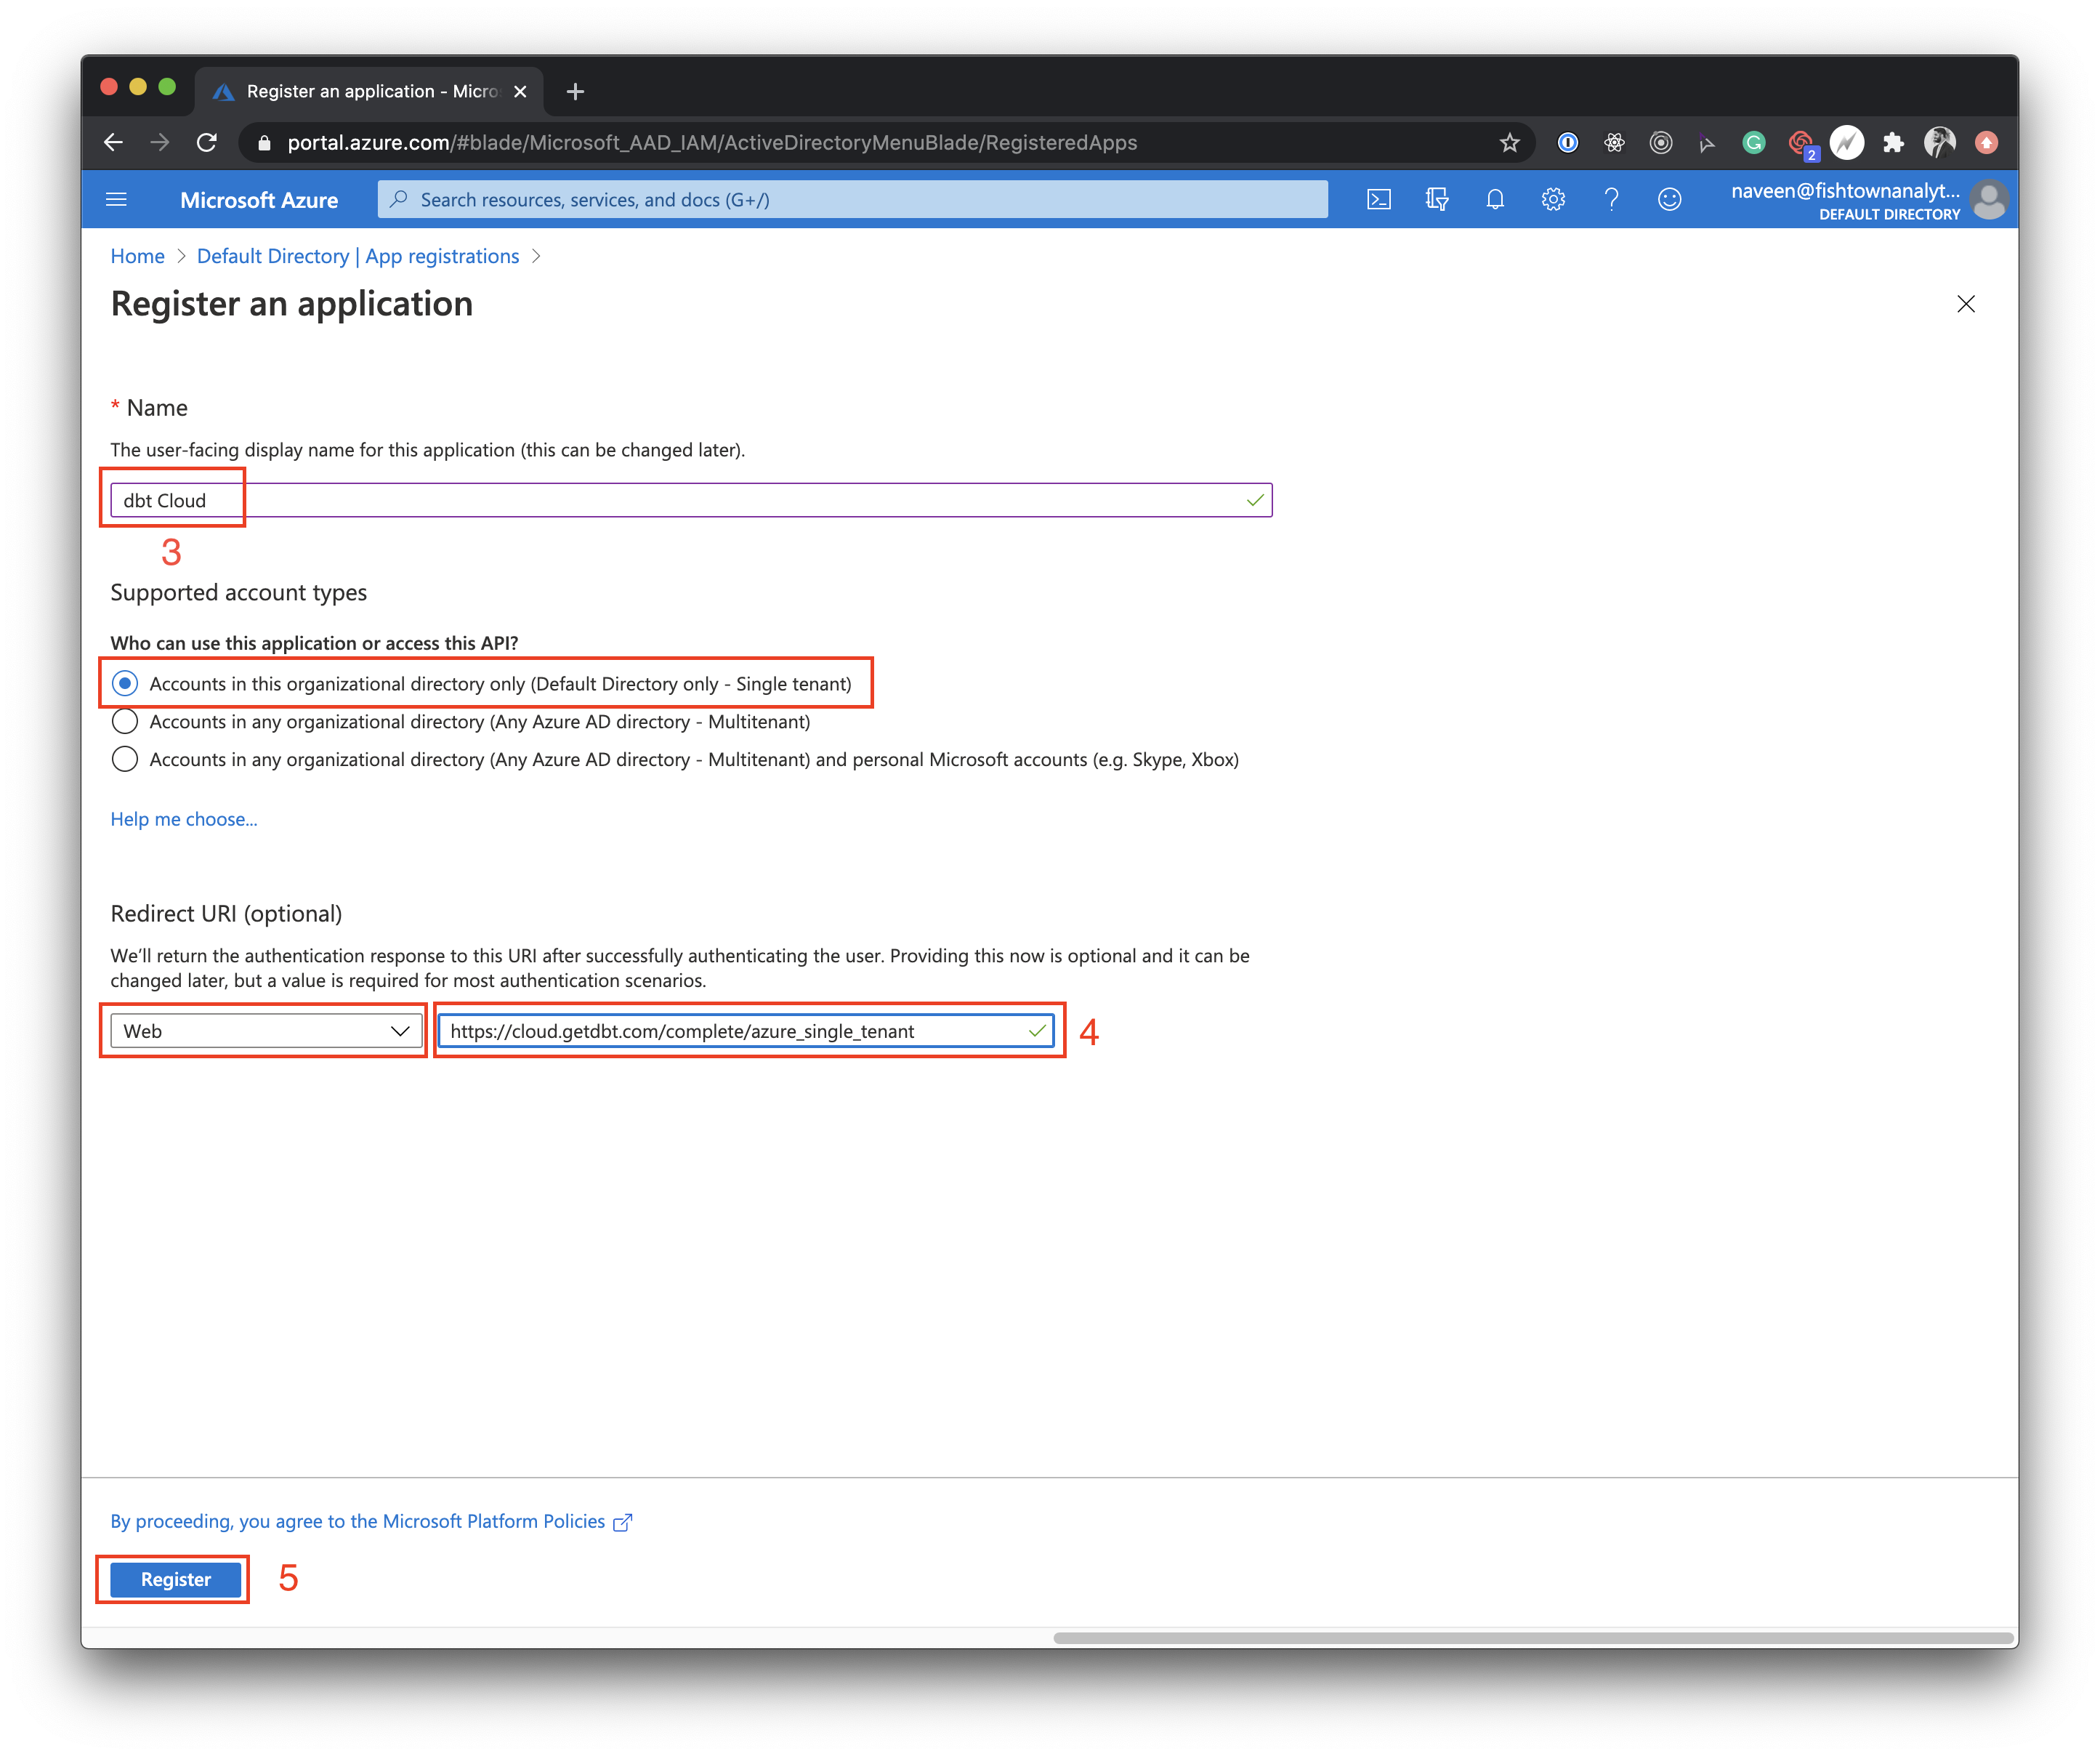 Register an application - Micro
portal.azure.com/#blade/Microsoft_AAD_IAM/ActiveDirectoryMenuBlade/RegisteredApps
G
2
Microsoft Azure
Search resources, services, and docs (G+/)
naveen@fishtownanalyt...
DEFAULT DIRECTORY
Home > Default Directory | App registrations >
Register an application
* Name
The user-facing display name for this application (this can be changed later).
dbt Cloud
3
Supported account types
Who can use this application or access this API?
Accounts in this organizational directory only (Default Directory only - Single tenant)
Accounts in any organizational directory (Any Azure AD directory - Multitenant)
Accounts in any organizational directory (Any Azure AD directory - Multitenant) and personal Microsoft accounts (e.g. Skype, Xbox)
Help me choose...
Redirect URI (optional)
We'll return the authentication response to this URI after successfully authenticating the user. Providing this now is optional and it can be
changed later, but a value is required for most authentication scenarios.
Web
https://cloud.getdbt.com/complete/azure_single_tenant
4
By proceeding, you agree to the Microsoft Platform Policies
Register
5